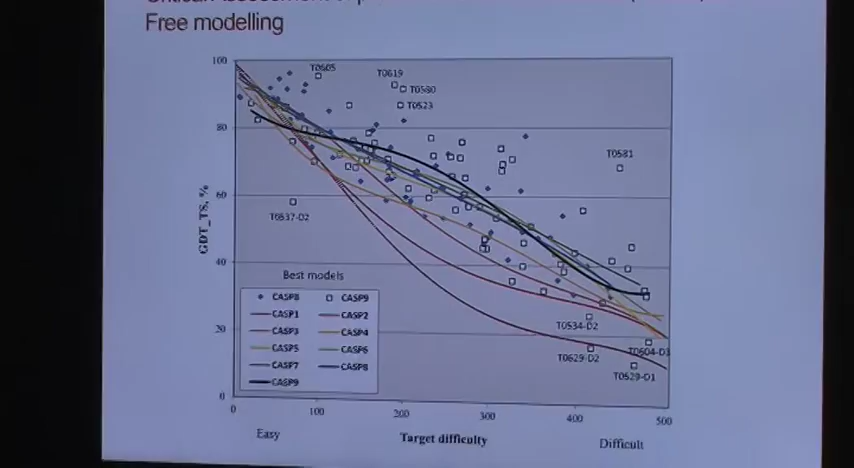 Free modelling
100
T0605
T0619
T0580
T0523
80
T0581
60
T0537-D2
GDT_TS, %
40
Best models
CASP8
CASP9
CASP1
CASP2
CASP3
CASP4
CASP5
CASP6
CASP7
CASP8
CASP9
20
T0534-D2
T0604-D3
T0629-D2
T0529-D1
0
0
100
200
300
400
500
Easy
Target difficulty
Difficult